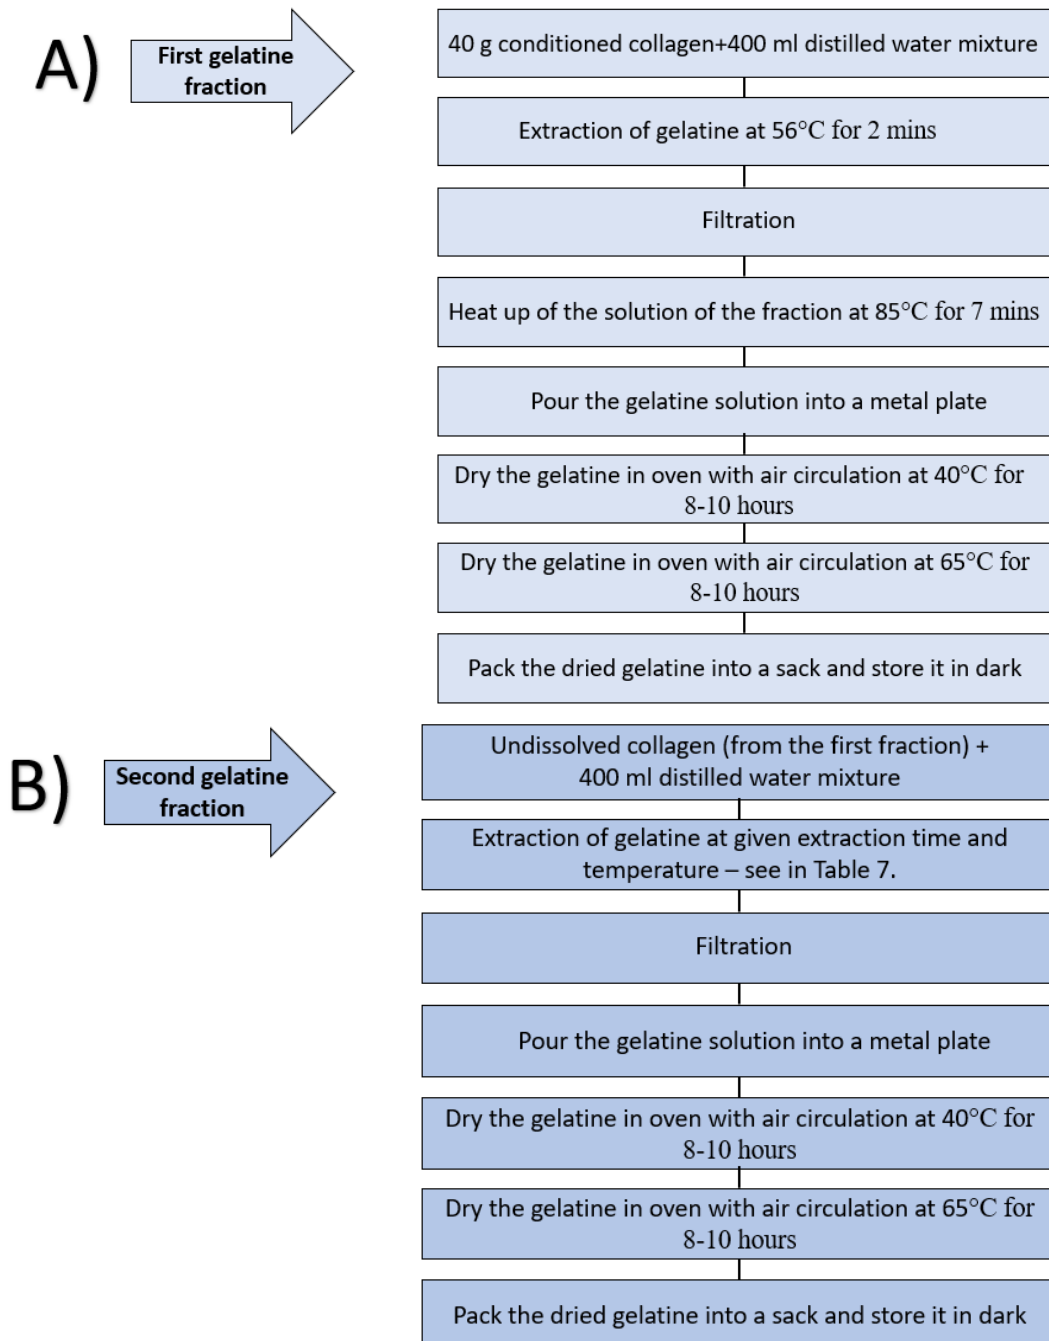 A)
First gelatine
fraction
40 g conditioned collagen+400 ml distilled water mixture
Extraction of gelatine at 56°C for 2 mins
Filtration
Heat up of the solution of the fraction at 85°C for 7 mins
Pour the gelatine solution into a metal plate
Dry the gelatine in oven with air circulation at 40°C for
8-10 hours
Dry the gelatine in oven with air circulation at 65°C for
8-10 hours
Pack the dried gelatine into a sack and store it in dark
B)
Second gelatine
fraction
Undissolved collagen (from the first fraction) +
400 ml distilled water mixture
Extraction of gelatine at given extraction time and
temperature – see in Table 7.
Filtration
Pour the gelatine solution into a metal plate
Dry the gelatine in oven with air circulation at 40°C for
8-10 hours
Dry the gelatine in oven with air circulation at 65°C for
8-10 hours
Pack the dried gelatine into a sack and store it in dark